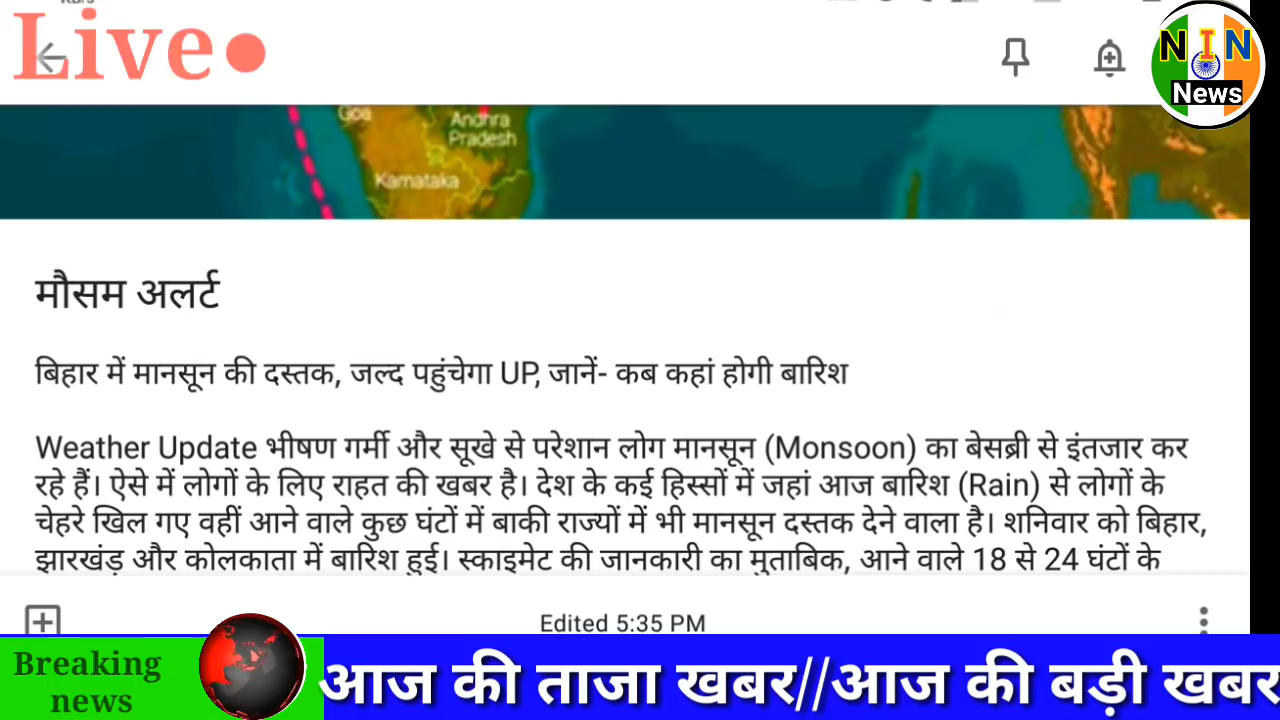 Live
N I N
News
Goa
Andhra
Pradesh
Karnataka
मौसम अलर्ट
बिहार में मानसून की दस्तक, जल्द पहुंचेगा UP, जानें- कब कहां होगी बारिश
Weather Update भीषण गर्मी और सूखे से परेशान लोग मानसून (Monsoon) का बेसब्री से इंतजार कर
रहे हैं। ऐसे में लोगों के लिए राहत की खबर है। देश के कई हिस्सों में जहां आज बारिश (Rain) से लोगों के
चेहरे खिल गए वहीं आने वाले कुछ घंटों में बाकी राज्यों में भी मानसून दस्तक देने वाला है। शनिवार को बिहार,
झारखंड़ और कोलकाता में बारिश हुई। स्काइमेट की जानकारी का मुताबिक, आने वाले 18 से 24 घंटों के
Edited 5:35 PM
Breaking
news
आज की ताजा खबर//आज की बड़ी खबर